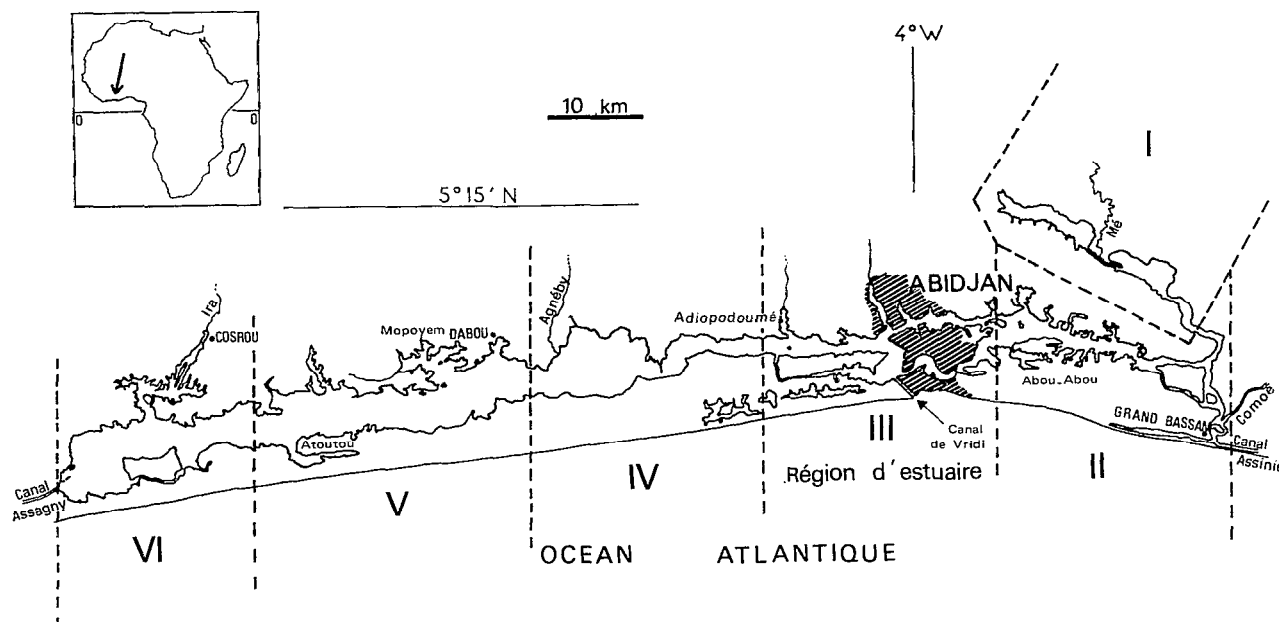 4°W
10 km
0
0
5°15′ N
I
Mé
ABIDJAN
Agnéby
Adiopodoumé
Ira
COSROU
Mopoyem DABOU
Abou-Abou
Comoé
GRAND BASSAM
Canal
Assinie
Canal
de Vridi
III
Région d'estuaire
II
Atoutou
IV
Canal
Assagny
V
VI
OCEAN ATLANTIQUE